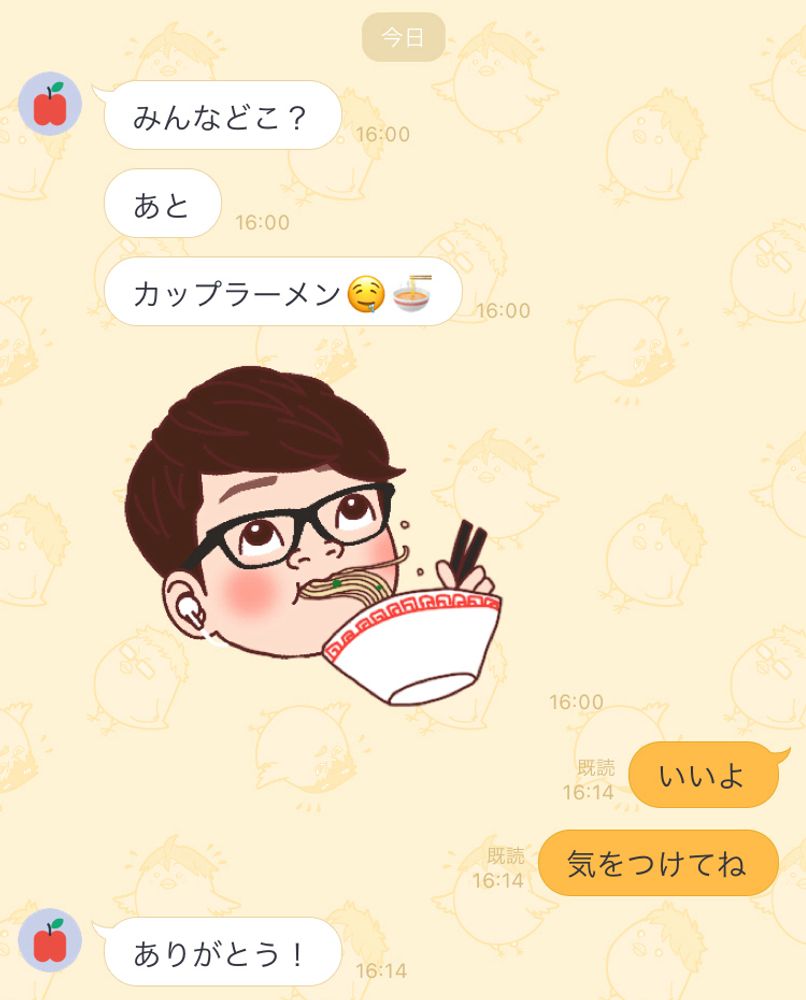 今日
みんなどこ？
16:00
あと
16:00
カップラーメン🤤🍜
16:00
16:00
既読
16:14
いいよ
既読
16:14
気をつけてね
ありがとう！
16:14